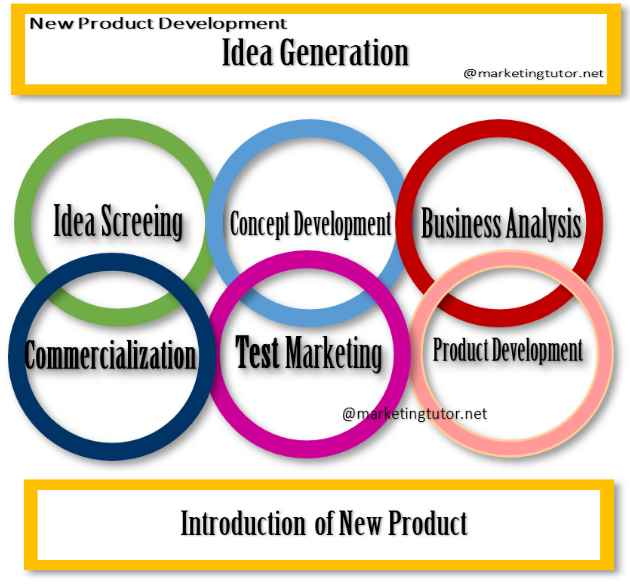 New Product Development
Idea Generation
@marketingtutor.net
Idea Screeing
Concept Development
Business Analysis
Commercialization
Test Marketing
Product Development
@marketingtutor.net
Introduction of New Product